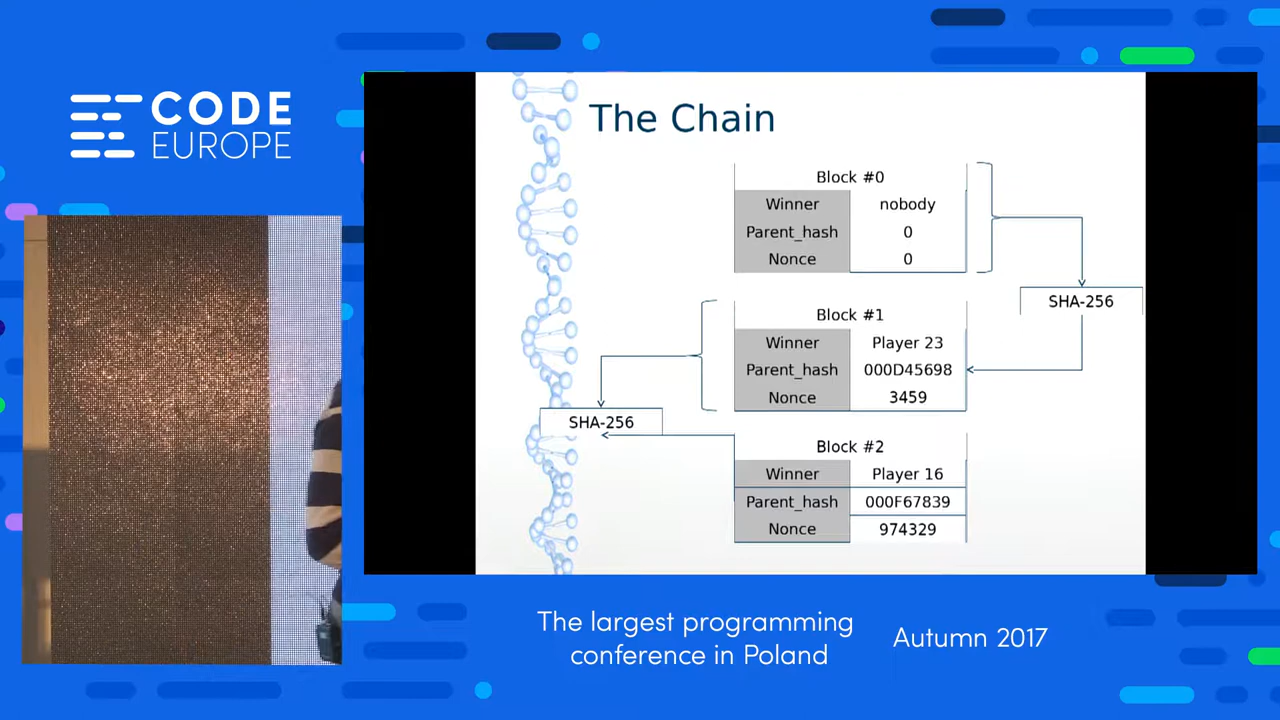 CODE
EUROPE
The Chain
Block #0
Winner nobody
Parent_hash 0
Nonce 0
SHA-256
Block #1
Winner Player 23
Parent_hash 000D45698
Nonce 3459
SHA-256
Block #2
Winner Player 16
Parent_hash 000F67839
Nonce 974329
The largest programming
conference in Poland
Autumn 2017